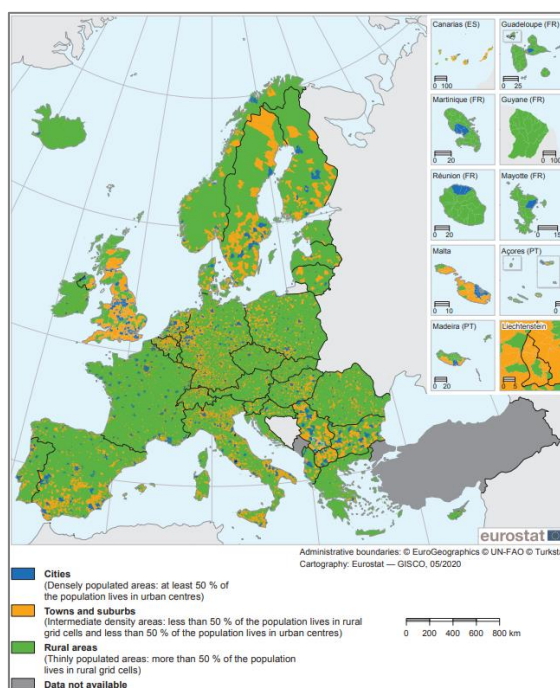 Canarias (ES)
0 100
Guadeloupe (FR)
0 25
Martinique (FR)
0 20
Guyane (FR)
0 100
Réunion (FR)
0 20
Mayotte (FR)
0 15
Malta
0 10
Açores (PT)
0
Madeira (PT)
0 20
Liechtenstein
0 5
eurostat
Administrative boundaries: © EuroGeographics © UN-FAO © Turkstat
Cartography: Eurostat — GISCO, 05/2020
Cities
(Densely populated areas: at least 50 % of
the population lives in urban centres)
Towns and suburbs
(Intermediate density areas: less than 50 % of the population lives in rural
grid cells and less than 50 % of the population lives in urban centres)
Rural areas
(Thinly populated areas: more than 50 % of the population
lives in rural grid cells)
Data not available
0 200 400 600 800 km